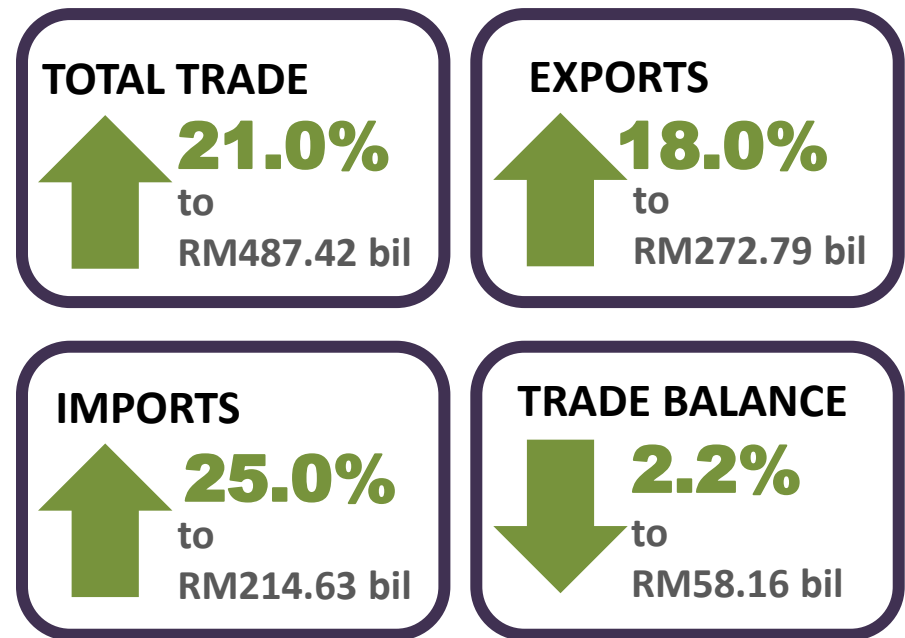 TOTAL TRADE
21.0%
to
RM487.42 bil
EXPORTS
18.0%
to
RM272.79 bil
IMPORTS
25.0%
to
RM214.63 bil
TRADE BALANCE
2.2%
to
RM58.16 bil